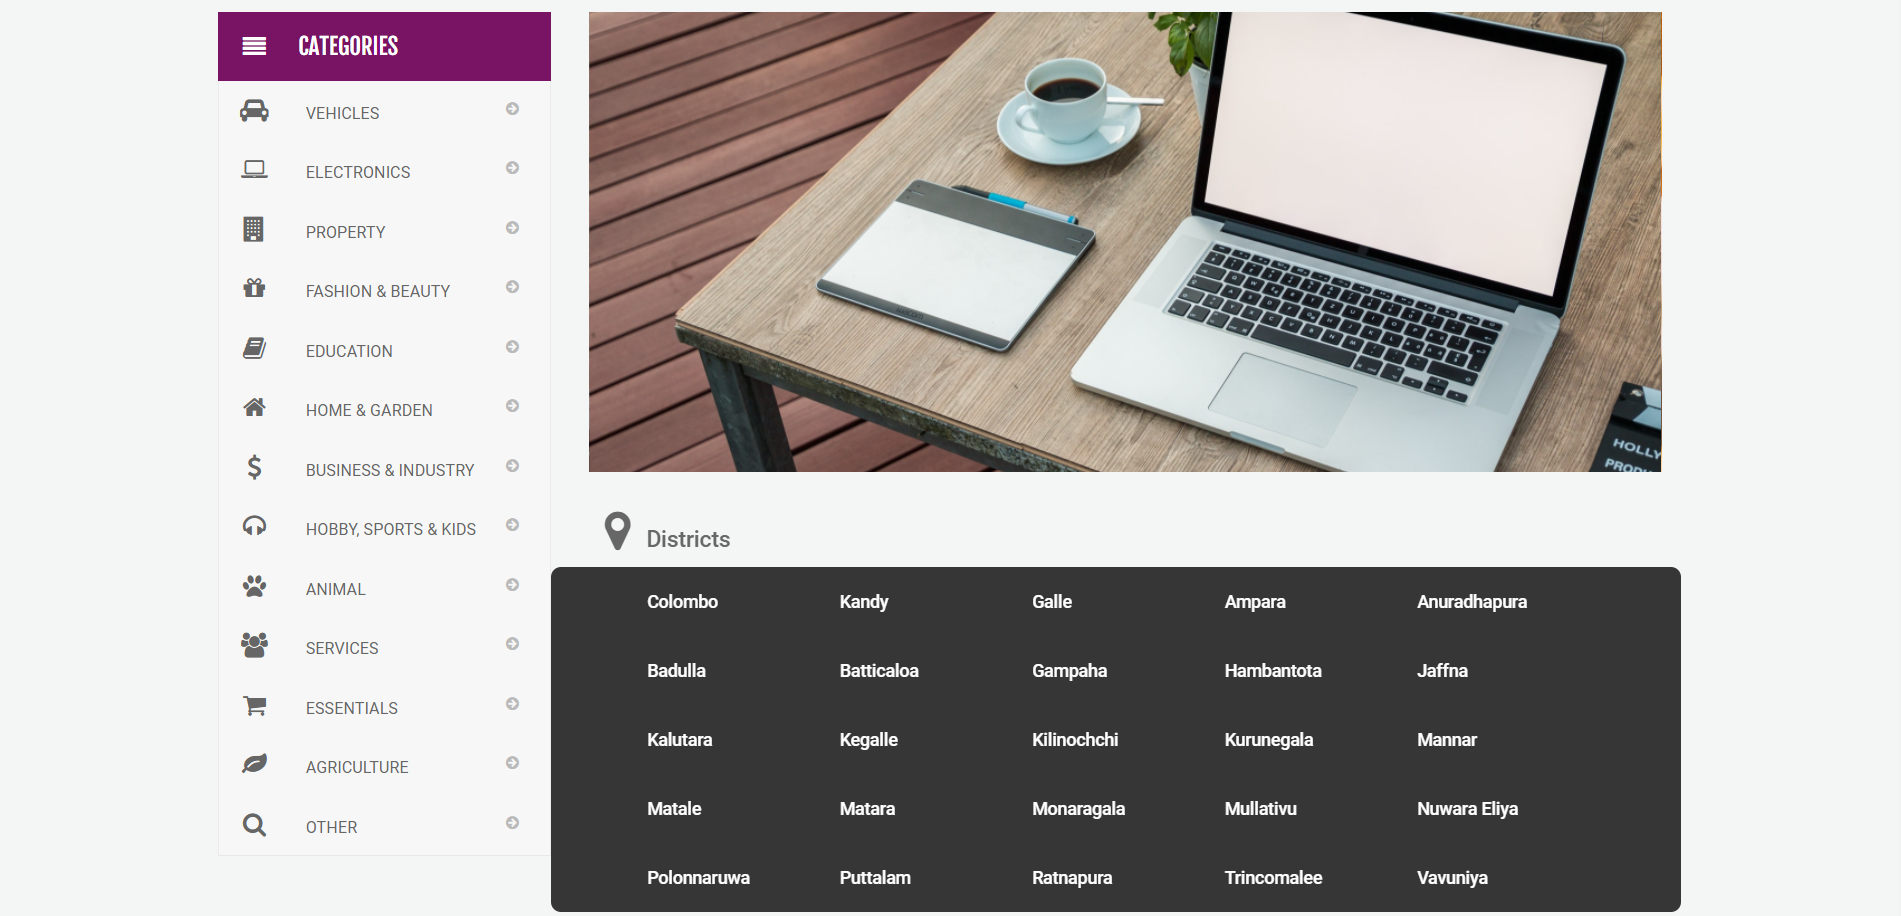 CATEGORIES
VEHICLES
ELECTRONICS
PROPERTY
FASHION & BEAUTY
EDUCATION
HOME & GARDEN
BUSINESS & INDUSTRY
HOBBY, SPORTS & KIDS
ANIMAL
SERVICES
ESSENTIALS
AGRICULTURE
OTHER
HOLLY
Districts
Colombo Kandy Galle Ampara Anuradhapura
Badulla Batticaloa Gampaha Hambantota Jaffna
Kalutara Kegalle Kilinochchi Kurunegala Mannar
Matale Matara Monaragala Mullativu Nuwara Eliya
Polonnaruwa Puttalam Ratnapura Trincomalee Vavuniya